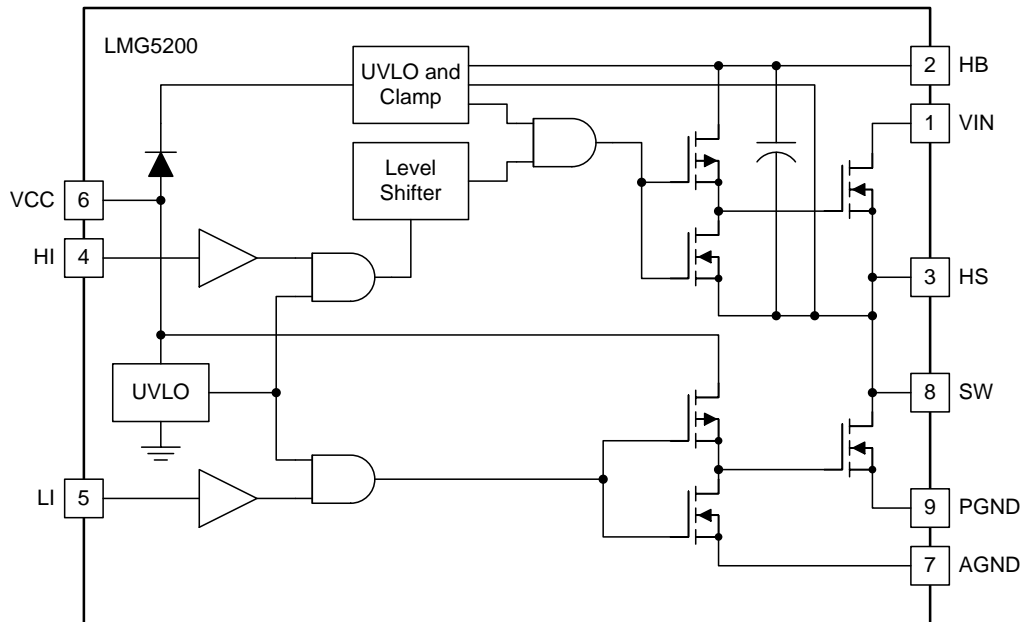 LMG5200
UVLO and
Clamp
2 HB
1 VIN
Level
Shifter
VCC 6
HI 4
3 HS
UVLO
8 SW
LI 5
9 PGND
7 AGND